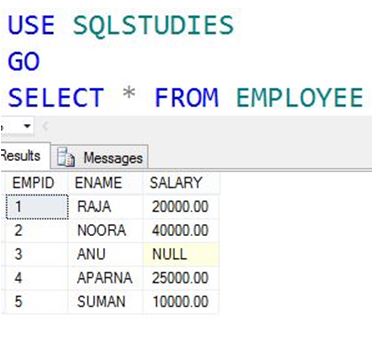 USE SQLSTUDIES
GO
SELECT * FROM EMPLOYEE
Results Messages
EMPID ENAME SALARY
1 RAJA 20000.00
2 NOORA 40000.00
3 ANU NULL
4 APARNA 25000.00
5 SUMAN 10000.00